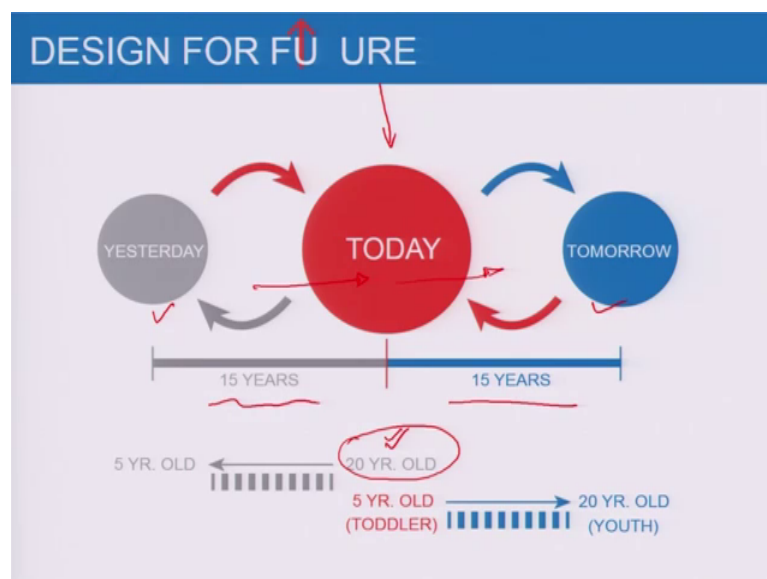 DESIGN FOR FU URE
YESTERDAY
TODAY
TOMORROW
15 YEARS
15 YEARS
5 YR. OLD
20 YR. OLD
5 YR. OLD
(TODDLER)
20 YR. OLD
(YOUTH)